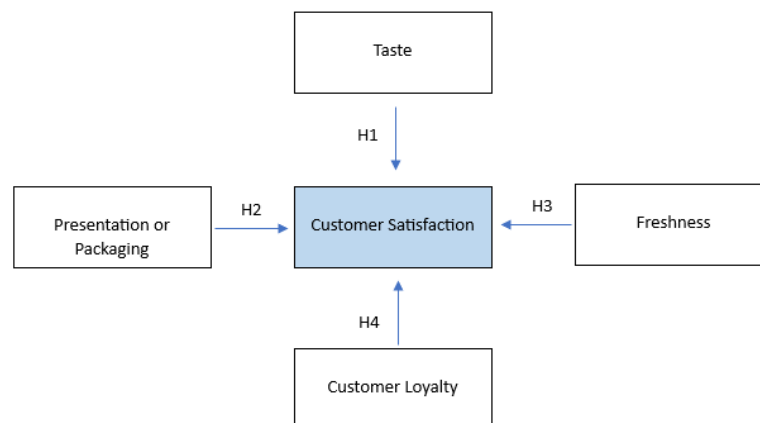 Taste
H1
H2
H3
Presentation or
Packaging
Customer Satisfaction
Freshness
H4
Customer Loyalty